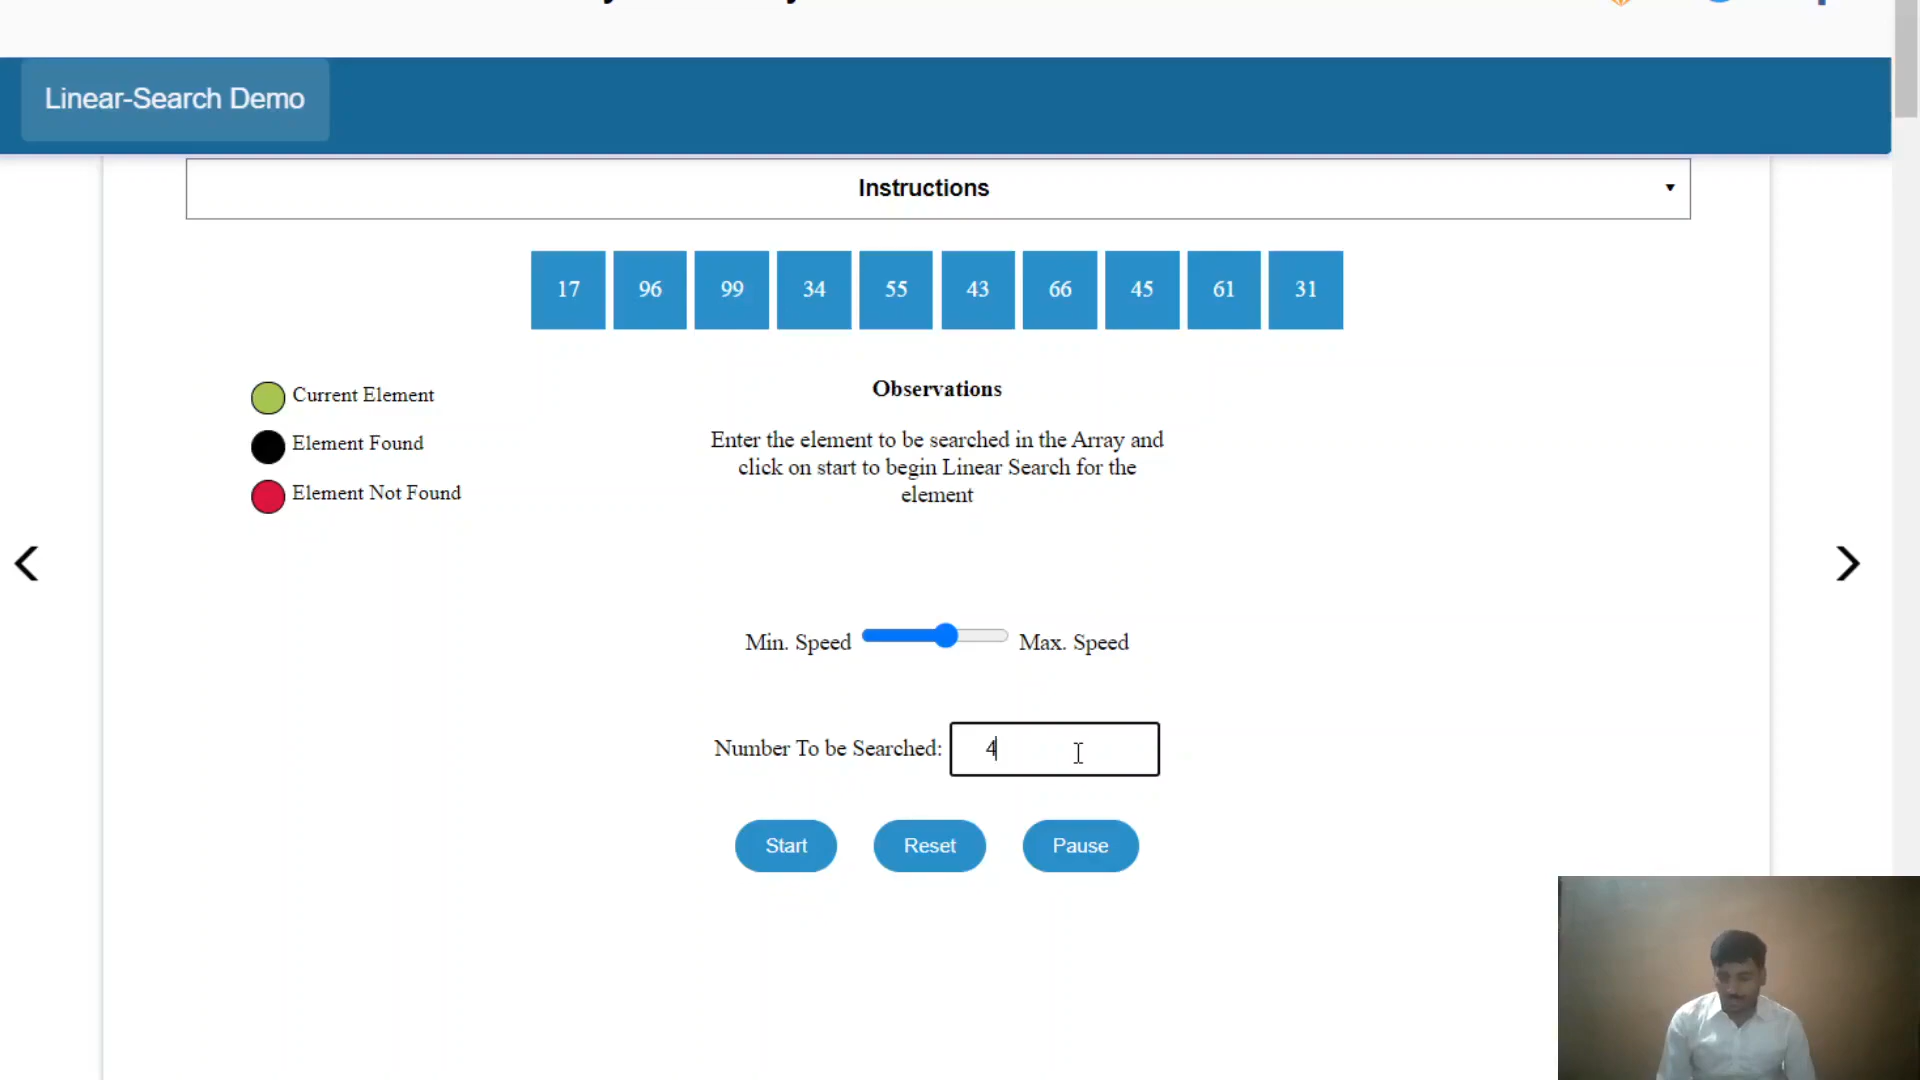 Linear-Search Demo
Instructions
17 96 99 34 55 43 66 45 61 31
Current Element
Element Found
Element Not Found
Observations
Enter the element to be searched in the Array and
click on start to begin Linear Search for the
element
Min. Speed Max. Speed
Number To be Searched: 4
Start Reset Pause